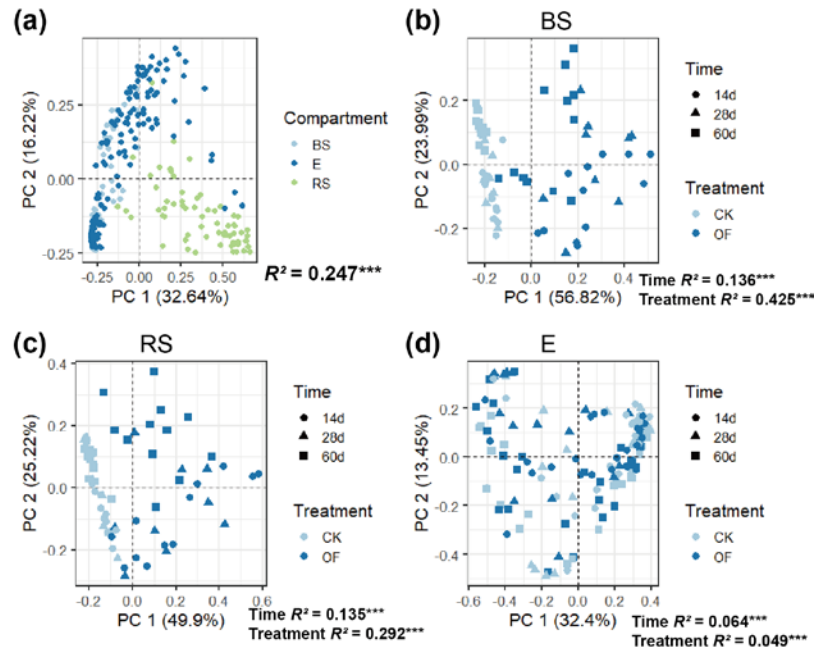 (a)
PC 2 (16.22%)
0.25
0.00
-0.25
-0.25 0.00 0.25 0.50
PC 1 (32.64%)
Compartment
BS
E
RS
R² = 0.247***
(b) BS
PC 2 (23.99%)
0.2
0.0
-0.2
-0.2 0.0 0.2 0.4
PC 1 (56.82%)
Time
14d
28d
60d
Treatment
CK
OF
Time R² = 0.136***
Treatment R² = 0.425***
(c) RS
PC 2 (25.22%)
0.4
0.2
0.0
-0.2
-0.2 0.0 0.2 0.4 0.6
PC 1 (49.9%)
Time
14d
28d
60d
Treatment
CK
OF
Time R² = 0.135***
Treatment R² = 0.292***
(d) E
PC 2 (13.45%)
0.2
0.0
-0.2
-0.4
-0.6 -0.4 -0.2 0.0 0.2 0.4
PC 1 (32.4%)
Time
14d
28d
60d
Treatment
CK
OF
Time R² = 0.064***
Treatment R² = 0.049***